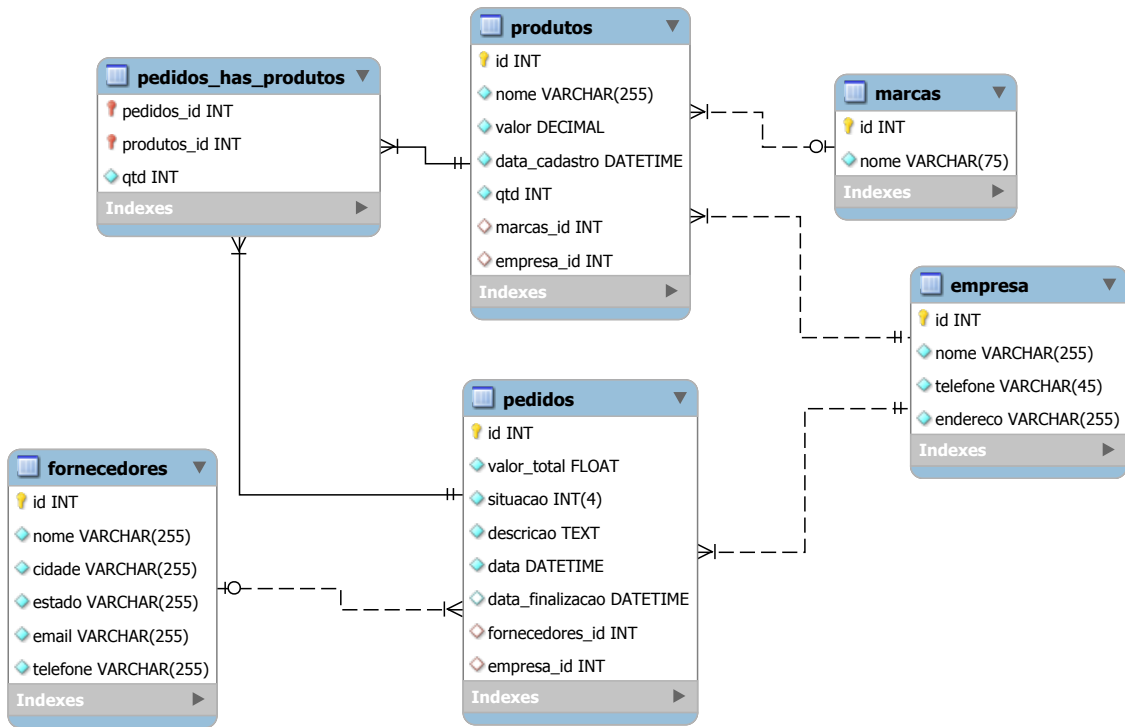 produtos
id INT
nome VARCHAR(255)
valor DECIMAL
data_cadastro DATETIME
qtd INT
marcas_id INT
empresa_id INT
Indexes
pedidos_has_produtos
pedidos_id INT
produtos_id INT
qtd INT
Indexes
marcas
id INT
nome VARCHAR(75)
Indexes
empresa
id INT
nome VARCHAR(255)
telefone VARCHAR(45)
endereco VARCHAR(255)
Indexes
pedidos
id INT
valor_total FLOAT
situacao INT(4)
descricao TEXT
data DATETIME
data_finalizacao DATETIME
fornecedores_id INT
empresa_id INT
Indexes
fornecedores
id INT
nome VARCHAR(255)
cidade VARCHAR(255)
estado VARCHAR(255)
email VARCHAR(255)
telefone VARCHAR(255)
Indexes